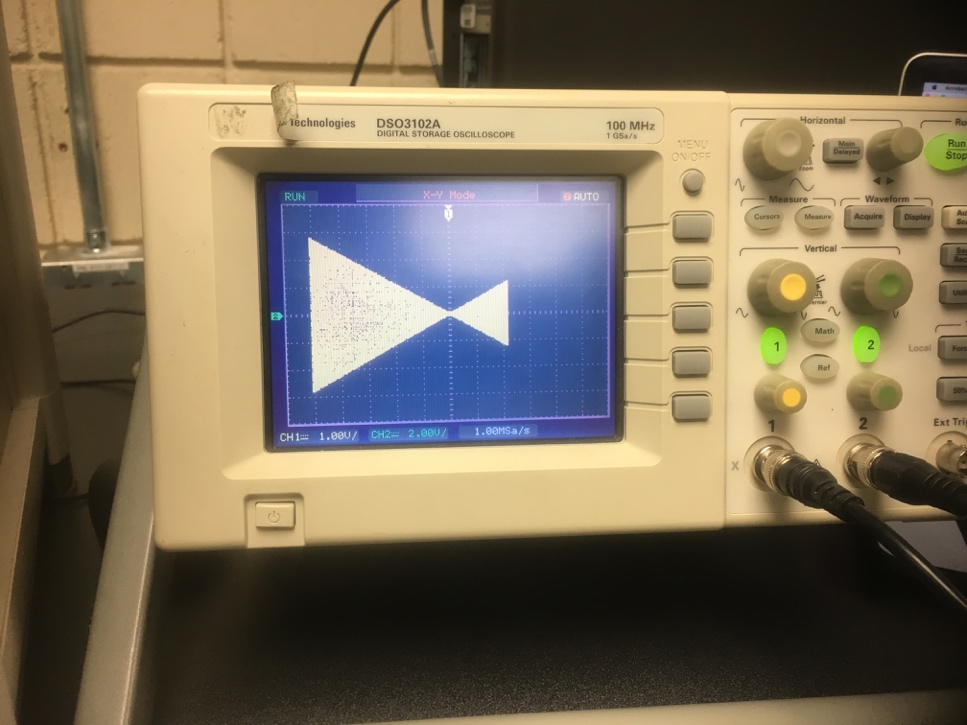 Technologies DSO3102A
DIGITAL STORAGE OSCILLOSCOPE
100 MHz
1 GSa/s
MENU
ON/OFF
RUN X-Y Mode AUTO
2
CH1 1.00V/ CH2 2.00V/ 1.00MSa/s
Horizontal
Main
Delayed
Run
Stop
Measure Waveform
Cursors Measure Acquire Display
Vertical
1 Math 2
Local
Ref
50%
1 2
Ext Trig
X